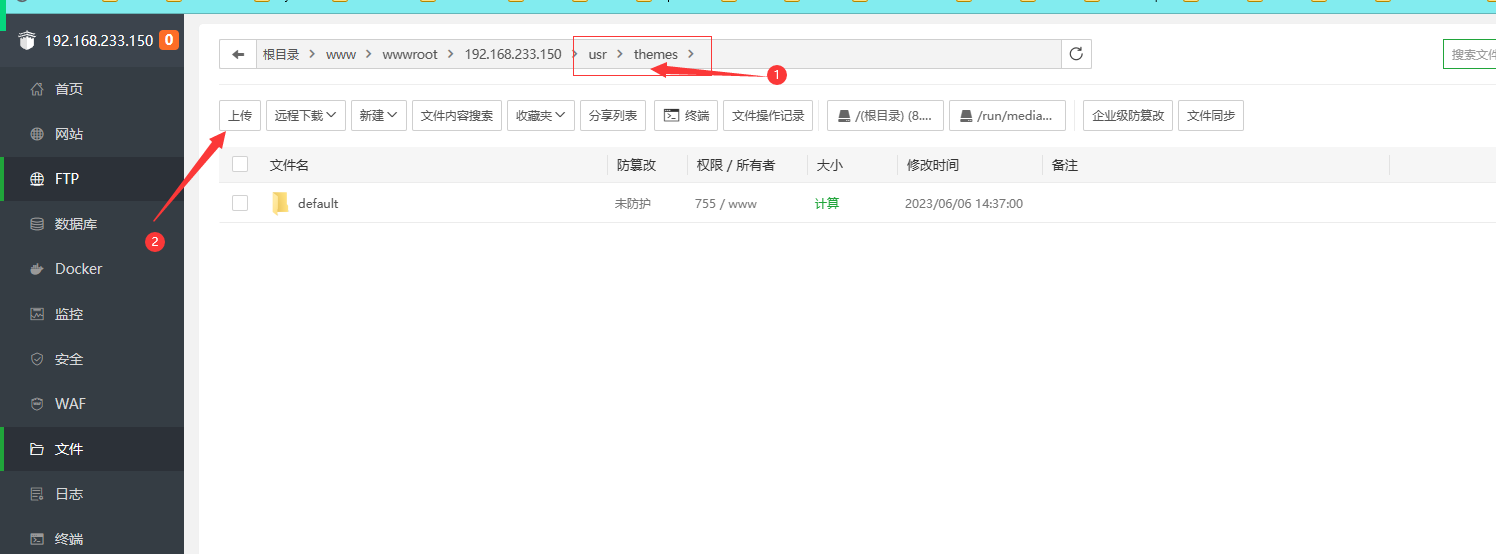 192.168.233.150 0
首页
网站
FTP
数据库
Docker
监控
安全
WAF
文件
日志
终端
根目录 www wwwroot 192.168.233.150 usr themes
搜索文件
1
上传 远程下载 新建 文件内容搜索 收藏夹 分享列表 终端 文件操作记录 /(根目录) (8.... /run/media... 企业级防篡改 文件同步
文件名 防篡改 权限 / 所有者 大小 修改时间 备注
default 未防护 755 / www 计算 2023/06/06 14:37:00
2